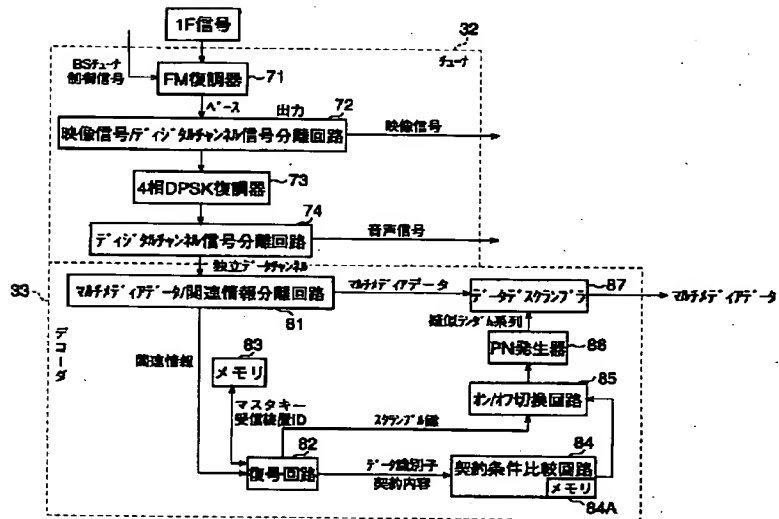 1F信号
32
チューナ
BSチューナ
制御信号
FM復調器
71
ベース
出力
72
映像信号/ディジタルチャンネル信号分離回路
映像信号
73
4相DPSK復調器
74
ディジタルチャンネル信号分離回路
音声信号
独立データチャンネル
33
デコーダ
マルチメディアデータ/関連情報分離回路
マルチメディアデータ
87
データデスクランブラ
マルチメディアデータ
81
疑似ランダム系列
関連情報
83
メモリ
PN発生器
86
マスタキー
受信装置ID
85
オン/オフ切換回路
スクランブル鍵
82
復号回路
データ識別子
契約内容
84
契約条件比較回路
メモリ
84A